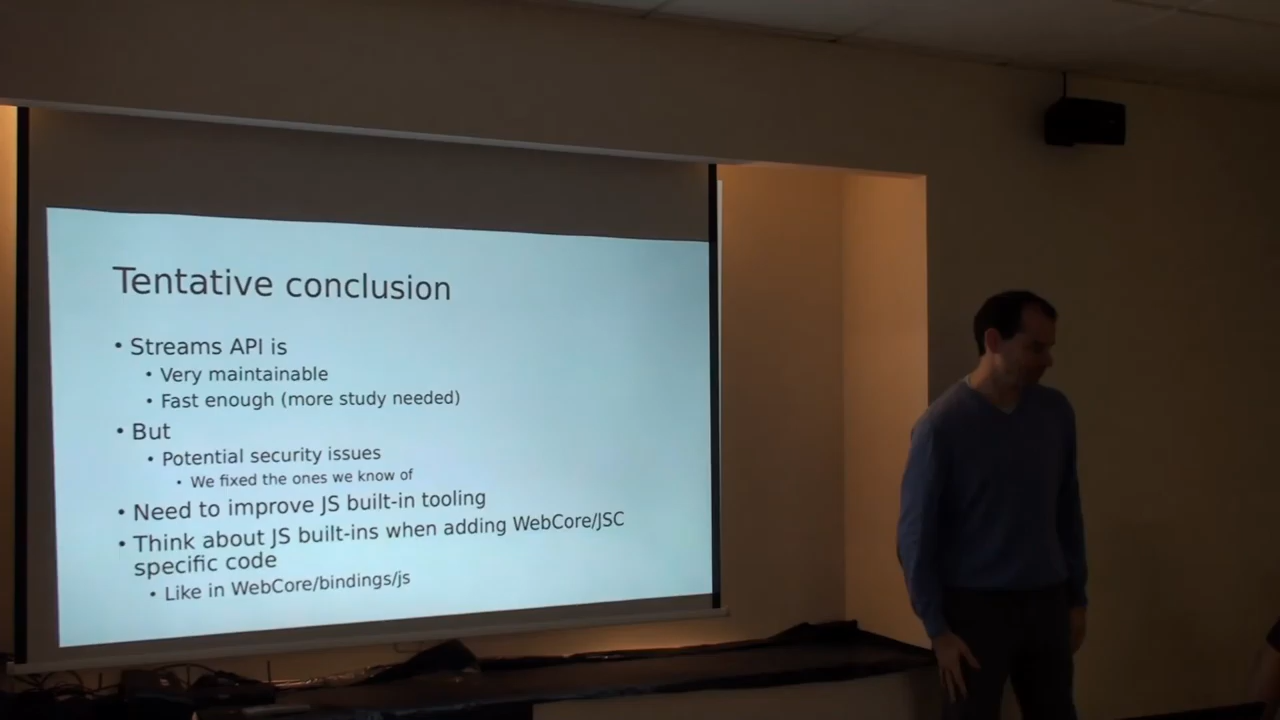 Tentative conclusion
• Streams API is
• Very maintainable
• Fast enough (more study needed)
• But
• Potential security issues
• We fixed the ones we know of
• Need to improve JS built-in tooling
• Think about JS built-ins when adding WebCore/JSC
specific code
• Like in WebCore/bindings/js